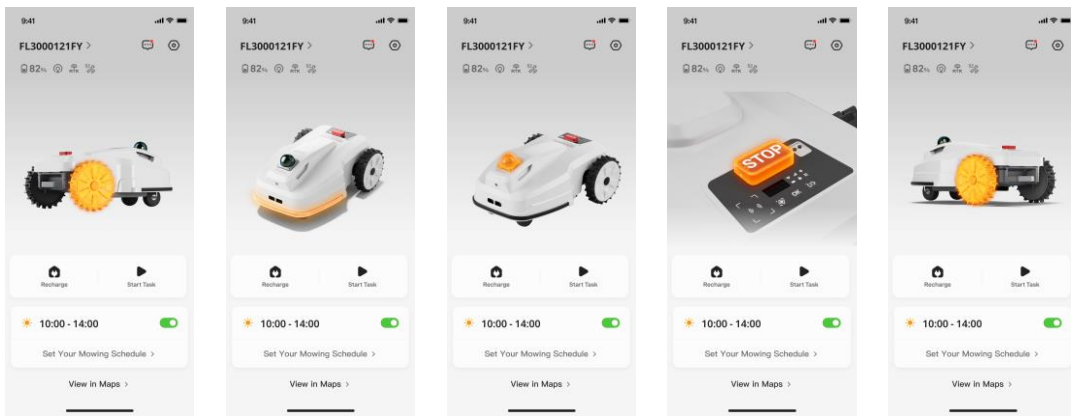 9:41
FL3000121FY >
82%
RTK
Recharge
Start Task
10:00 - 14:00
Set Your Mowing Schedule >
View in Maps >
9:41
FL3000121FY >
82%
RTK
Recharge
Start Task
10:00 - 14:00
Set Your Mowing Schedule >
View in Maps >
9:41
FL3000121FY >
82%
RTK
Recharge
Start Task
10:00 - 14:00
Set Your Mowing Schedule >
View in Maps >
9:41
FL3000121FY >
82%
RTK
STOP
OK
Recharge
Start Task
10:00 - 14:00
Set Your Mowing Schedule >
View in Maps >
9:41
FL3000121FY >
82%
RTK
Recharge
Start Task
10:00 - 14:00
Set Your Mowing Schedule >
View in Maps >